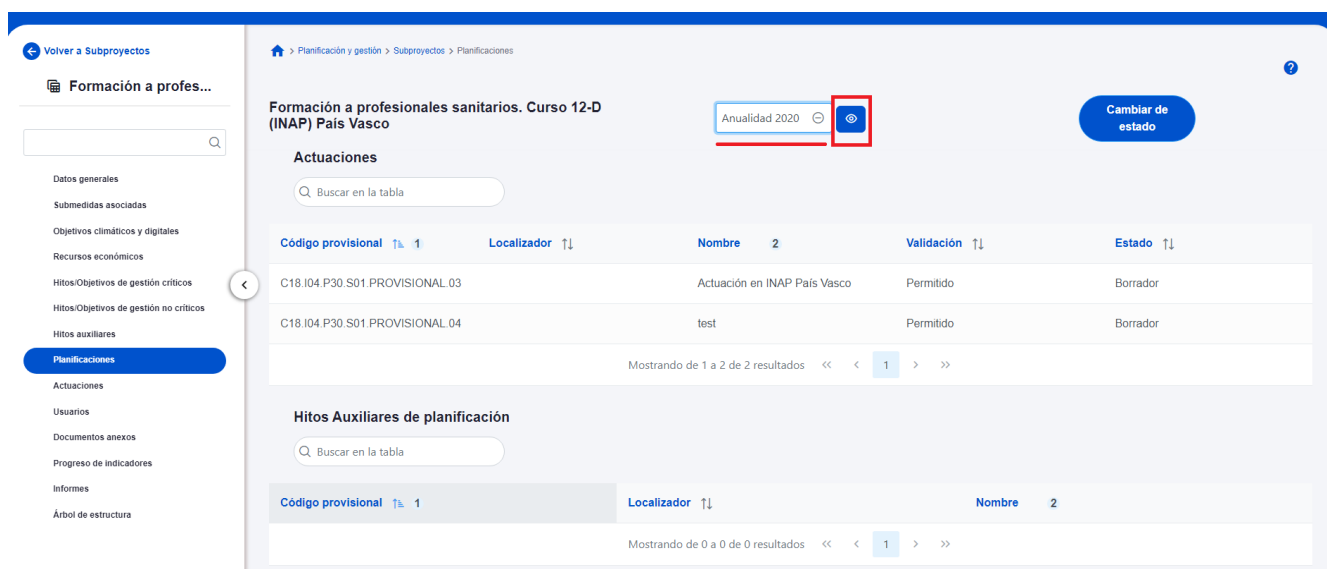 Volver a Subproyectos
Formación a profes...
Datos generales
Submedidas asociadas
Objetivos climáticos y digitales
Recursos económicos
Hitos/Objetivos de gestión críticos
Hitos/Objetivos de gestión no críticos
Hitos auxiliares
Planificaciones
Actuaciones
Usuarios
Documentos anexos
Progreso de indicadores
Informes
Árbol de estructura
> Planificación y gestión > Subproyectos > Planificaciones
?
Formación a profesionales sanitarios. Curso 12-D
(INAP) País Vasco
Anualidad 2020
Cambiar de
estado
Actuaciones
Buscar en la tabla
Código provisional 1 Localizador Nombre 2 Validación Estado
C18.I04.P30.S01.PROVISIONAL.03 Actuación en INAP País Vasco Permitido Borrador
C18.I04.P30.S01.PROVISIONAL.04 test Permitido Borrador
Mostrando de 1 a 2 de 2 resultados << < 1 > >>
Hitos Auxiliares de planificación
Buscar en la tabla
Código provisional 1 Localizador Nombre 2
Mostrando de 0 a 0 de 0 resultados << < 1 > >>